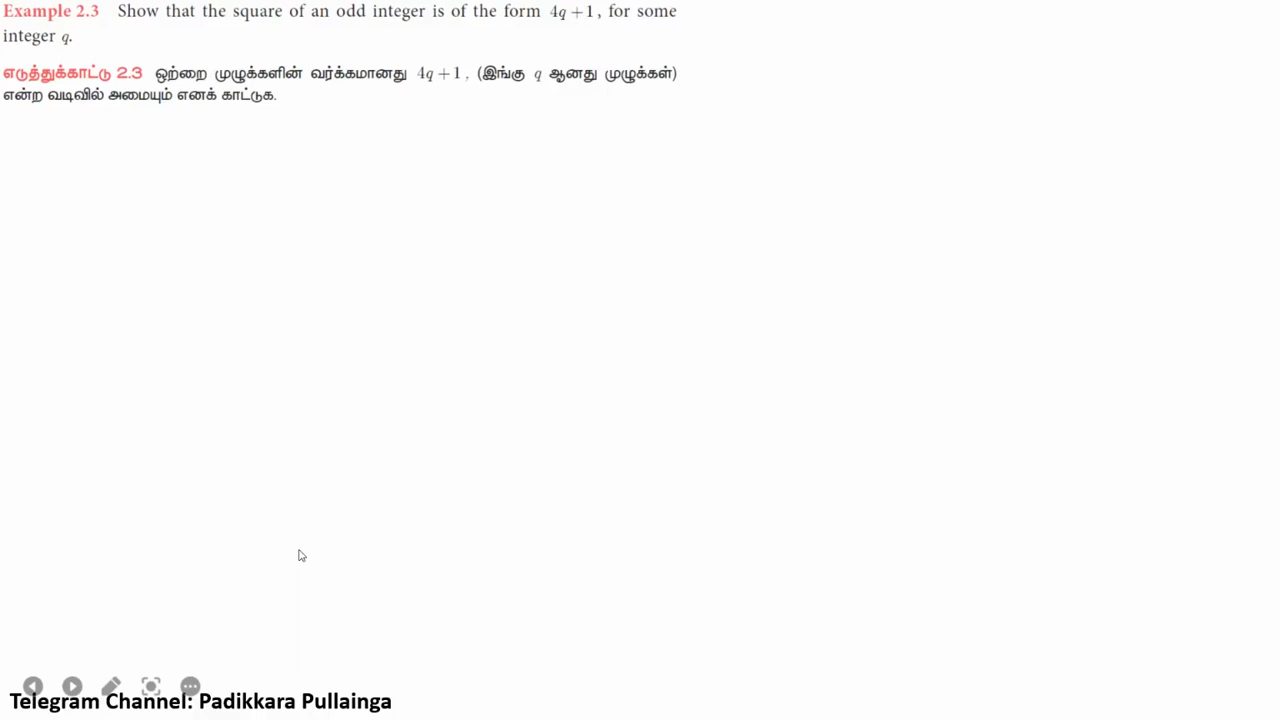 Example 2.3 Show that the square of an odd integer is of the form 4q + 1, for some
integer q.
எடுத்துக்காட்டு 2.3 ஒற்றை முழுக்களின் வர்க்கமானது 4q + 1, (இங்கு q ஆனது முழுக்கள்)
என்ற வடிவில் அமையும் எனக் காட்டுக.
Telegram Channel: Padikkara Pullainga